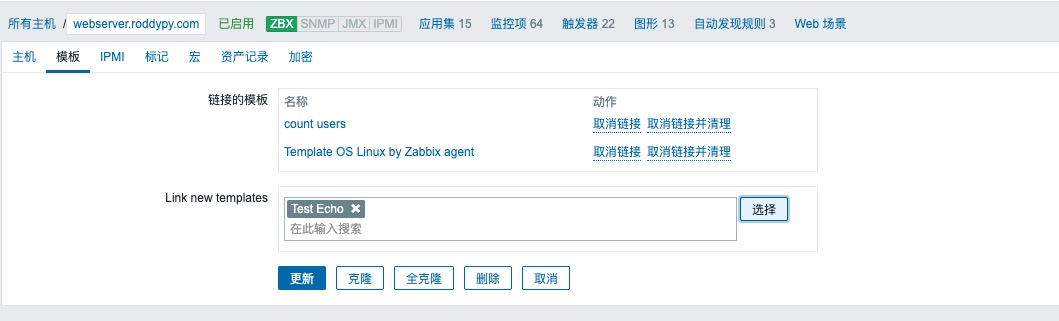 所有主机 / webserver.roddypy.com 已启用 ZBX SNMP JMX IPMI 应用集 15 监控项 64 触发器 22 图形 13 自动发现规则 3 Web 场景
主机 模板 IPMI 标记 宏 资产记录 加密
链接的模板 名称 动作
count users 取消链接 取消链接并清理
Template OS Linux by Zabbix agent 取消链接 取消链接并清理
Link new templates Test Echo ✖ 选择
在此输入搜索
更新 克隆 全克隆 删除 取消